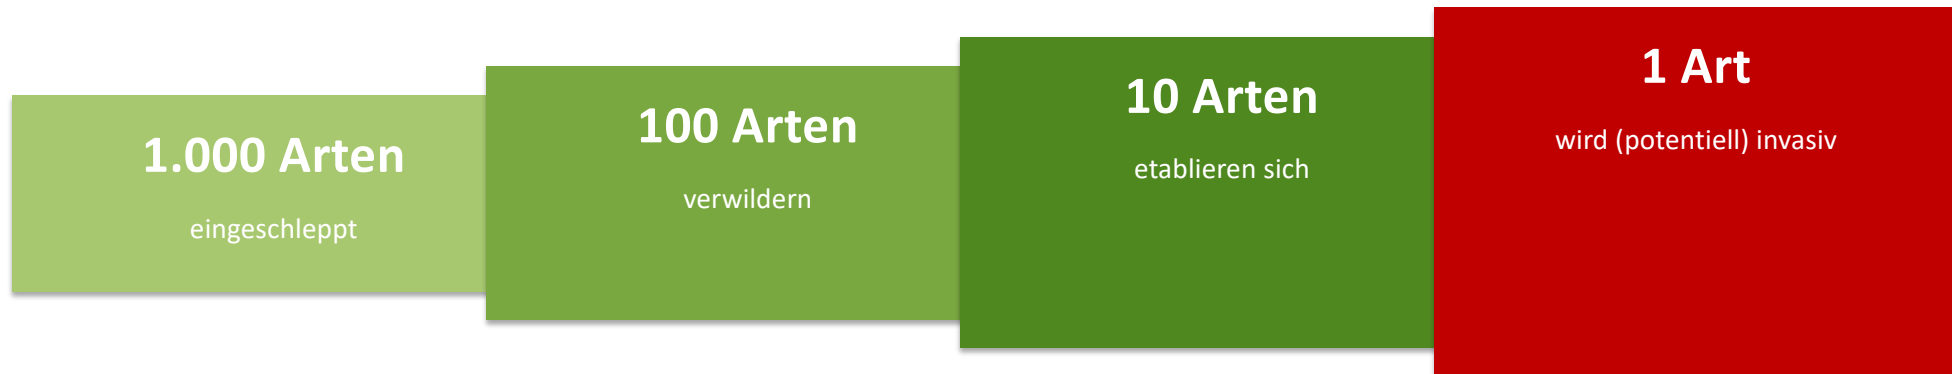 1.000 Arten
eingeschleppt
100 Arten
verwildern
10 Arten
etablieren sich
1 Art
wird (potentiell) invasiv